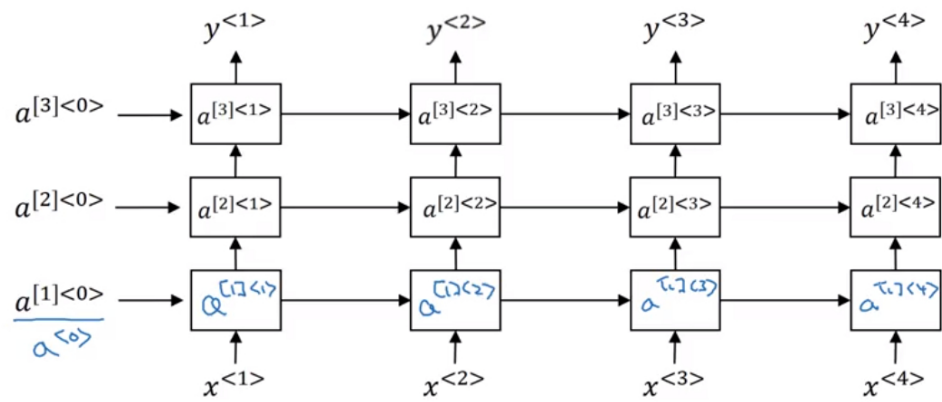 y<1> y<2> y<3> y<4>
a[3]<0> a[3]<1> a[3]<2> a[3]<3> a[3]<4>
a[2]<0> a[2]<1> a[2]<2> a[2]<3> a[2]<4>
a[1]<0> a[1]<1> a[1]<2> a[1]<3> a[1]<4>
a<0>
x<1> x<2> x<3> x<4>